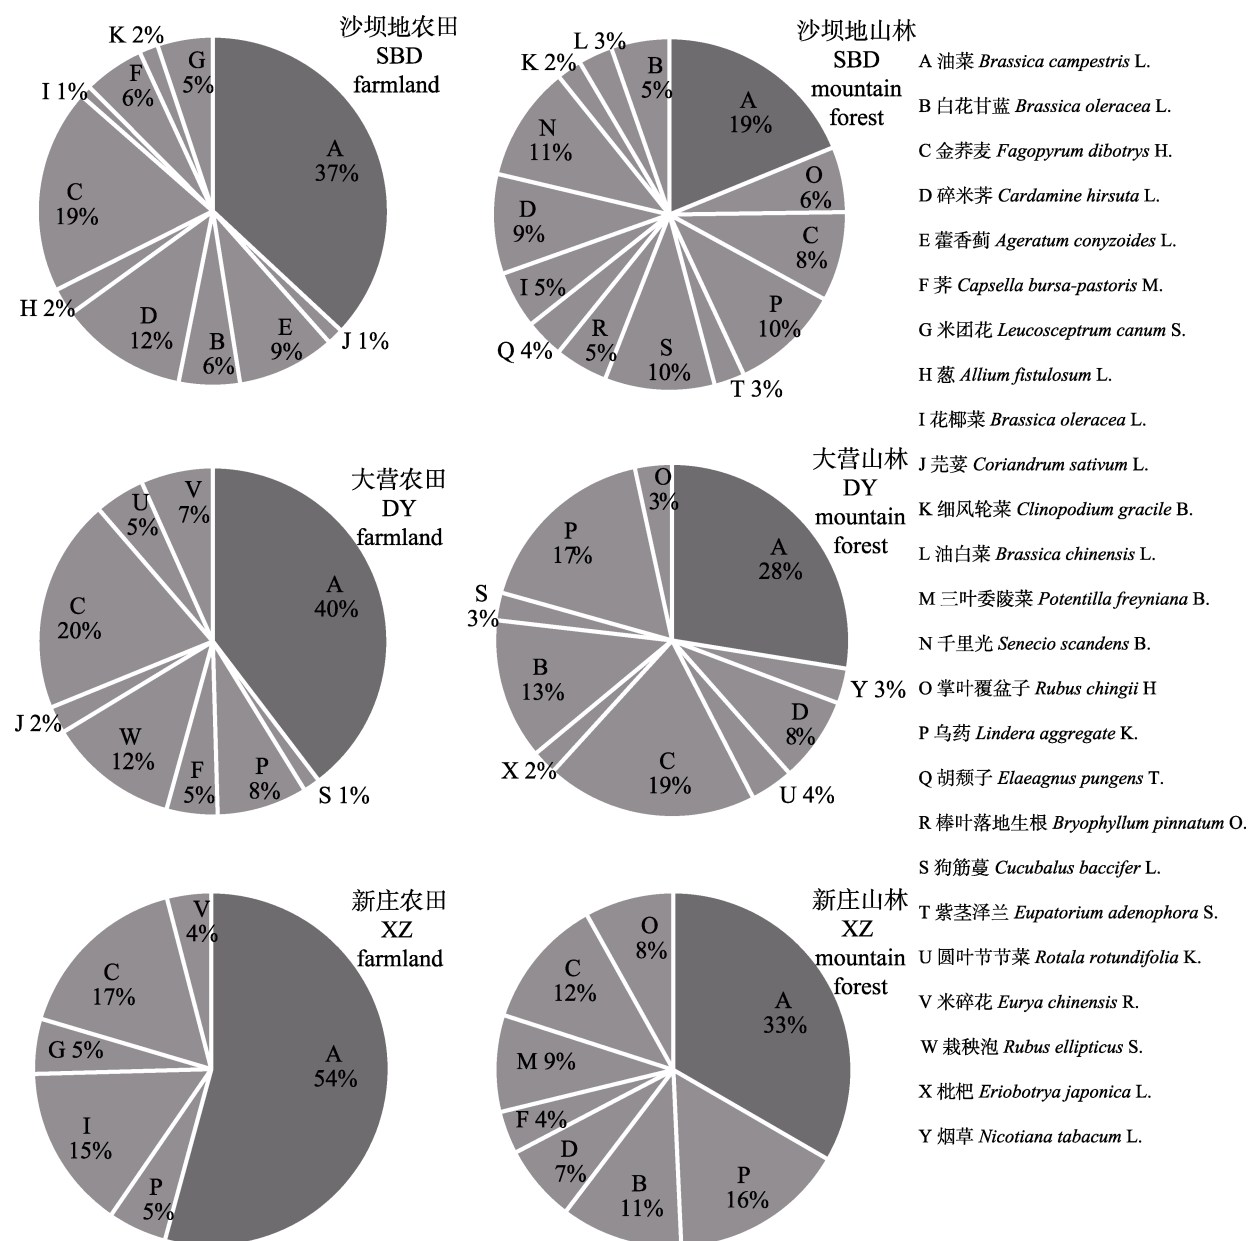 沙坝地农田
SBD
farmland
K 2%
G
5%
F
6%
I 1%
A
37%
C
19%
H 2%
D
12%
B
6%
E
9%
J 1%
沙坝地山林
SBD
mountain
forest
L 3%
K 2%
B
5%
A
19%
N
11%
O
6%
D
9%
C
8%
I 5%
P
10%
Q 4%
R
5%
S
10%
T 3%
大营农田
DY
farmland
V
7%
U
5%
A
40%
C
20%
J 2%
W
12%
F
5%
P
8%
S 1%
大营山林
DY
mountain
forest
O
3%
P
17%
A
28%
S
3%
B
13%
Y 3%
D
8%
X 2%
C
19%
U 4%
新庄农田
XZ
farmland
V
4%
C
17%
G 5%
A
54%
I
15%
P
5%
新庄山林
XZ
mountain
forest
O
8%
C
12%
A
33%
M 9%
F 4%
D
7%
B
11%
P
16%
A 油菜 Brassica campestris L.
B 白花甘蓝 Brassica oleracea L.
C 金荞麦 Fagopyrum dibotrys H.
D 碎米荠 Cardamine hirsuta L.
E 藿香蓟 Ageratum conyzoides L.
F 荠 Capsella bursa-pastoris M.
G 米团花 Leucosceptrum canum S.
H 葱 Allium fistulosum L.
I 花椰菜 Brassica oleracea L.
J 芫荽 Coriandrum sativum L.
K 细风轮菜 Clinopodium gracile B.
L 油白菜 Brassica chinensis L.
M 三叶委陵菜 Potentilla freyniana B.
N 千里光 Senecio scandens B.
O 掌叶覆盆子 Rubus chingii H
P 乌药 Lindera aggregate K.
Q 胡颓子 Elaeagnus pungens T.
R 棒叶落地生根 Bryophyllum pinnatum O.
S 狗筋蔓 Cucubalus baccifer L.
T 紫茎泽兰 Eupatorium adenophora S.
U 圆叶节节菜 Rotala rotundifolia K.
V 米碎花 Eurya chinensis R.
W 栽秧泡 Rubus ellipticus S.
X 枇杷 Eriobotrya japonica L.
Y 烟草 Nicotiana tabacum L.